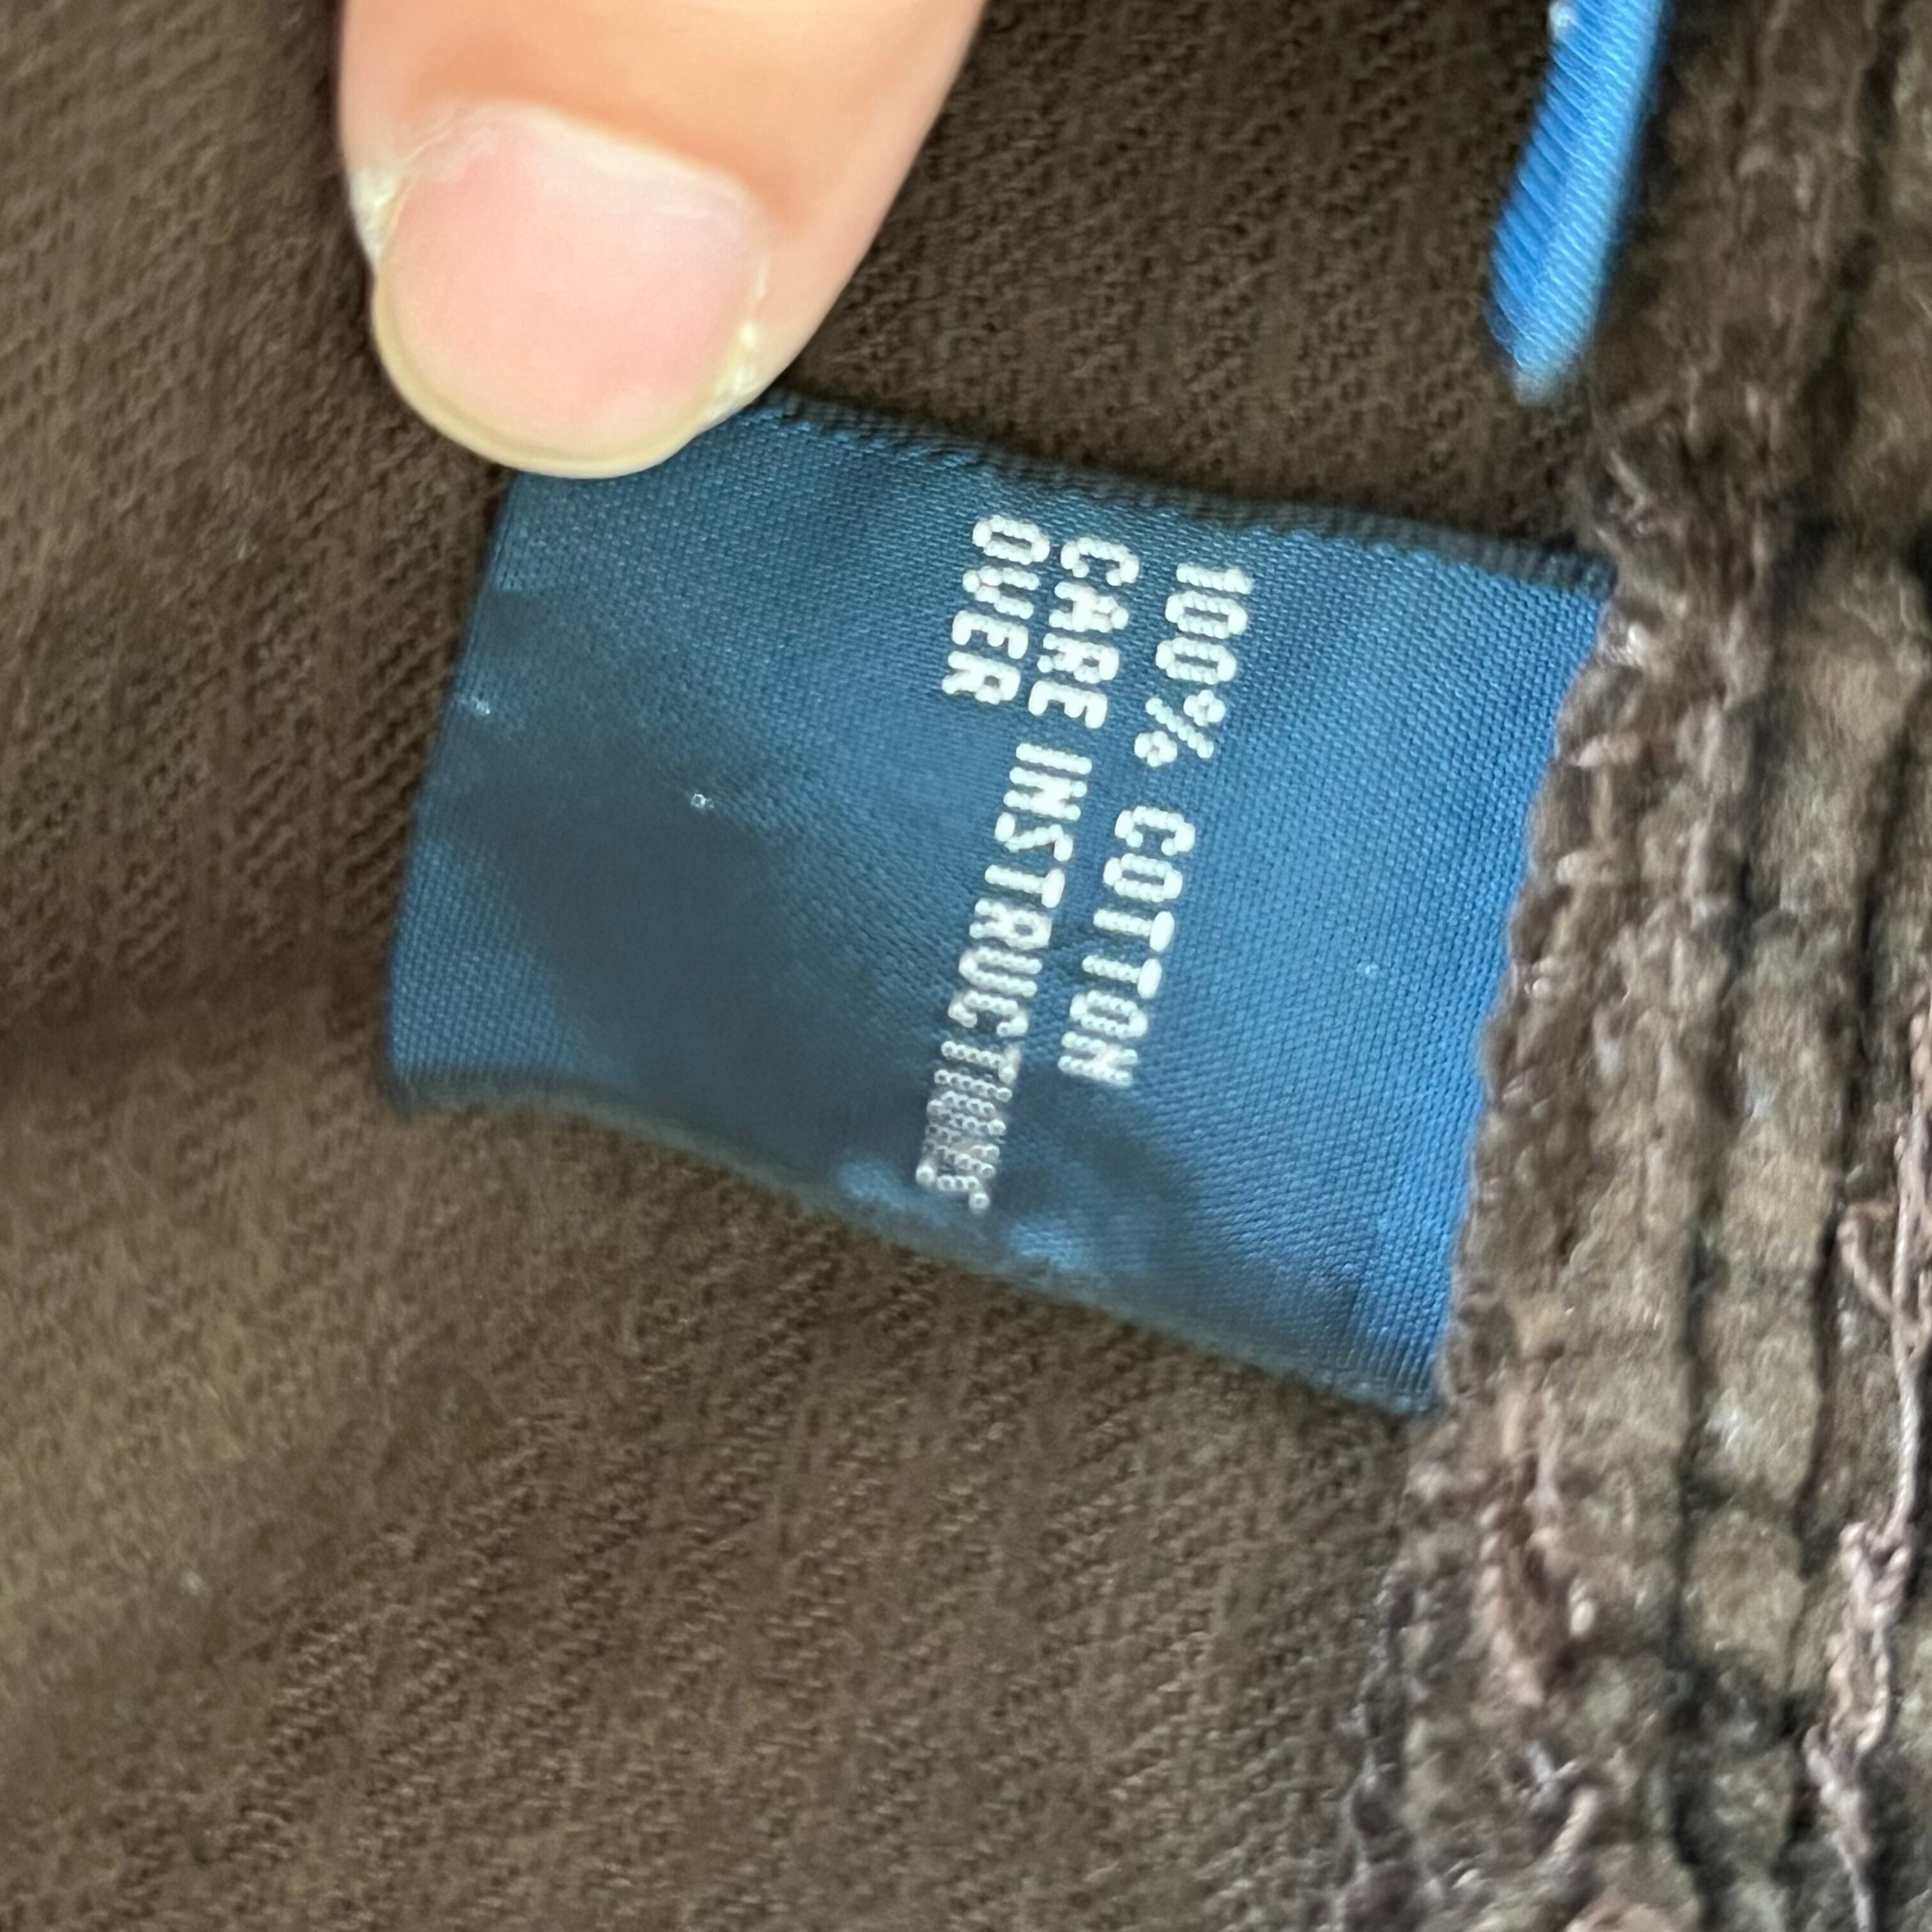 100% COTTON
CARE INSTRUCTIONS
OVER